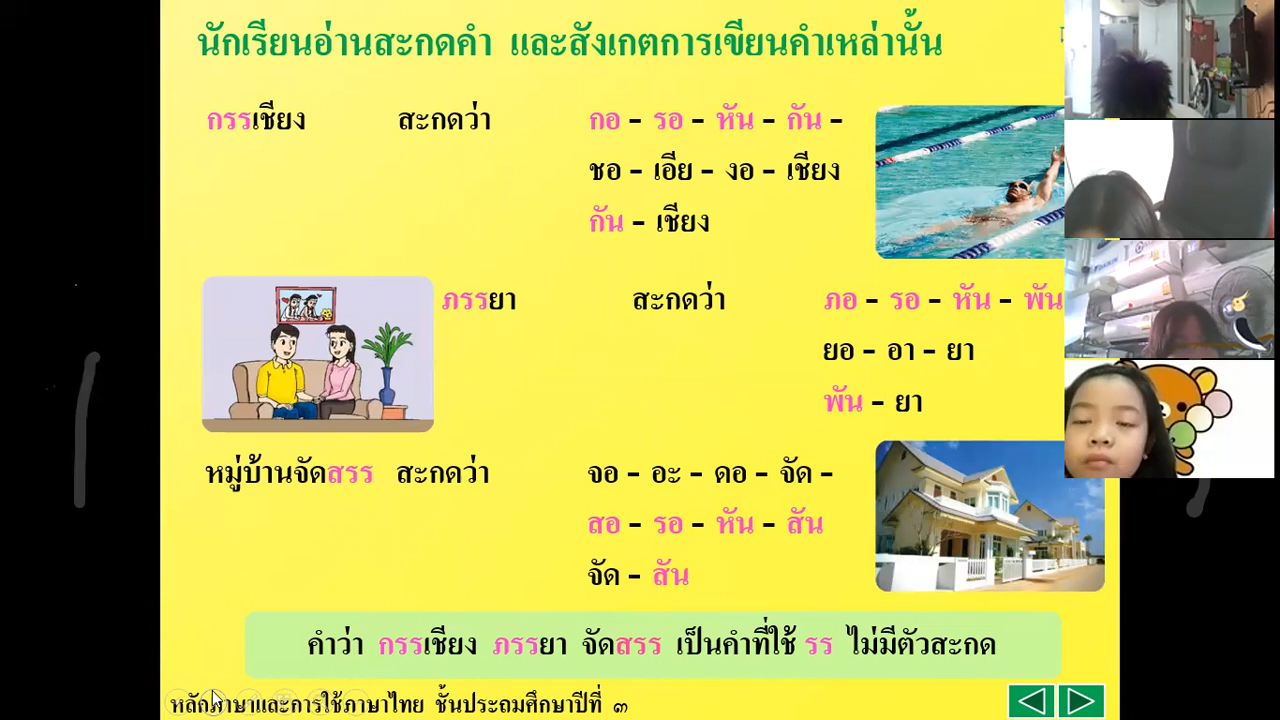 นักเรียนอ่านสะกดคำ และสังเกตการเขียนคำเหล่านั้น
กรรเชียง สะกดว่า กอ - รอ - หัน - กัน -
ชอ - เอีย - งอ - เชียง
กัน - เชียง
ภรรยา สะกดว่า ภอ - รอ - หัน - พัน
ยอ - อา - ยา
พัน - ยา
หมู่บ้านจัดสรร สะกดว่า จอ - อะ - ดอ - จัด -
สอ - รอ - หัน - สัน
จัด - สัน
คำว่า กรรเชียง ภรรยา จัดสรร เป็นคำที่ใช้ รร ไม่มีตัวสะกด
หลักภาษาและการใช้ภาษาไทย ชั้นประถมศึกษาปีที่ ๓